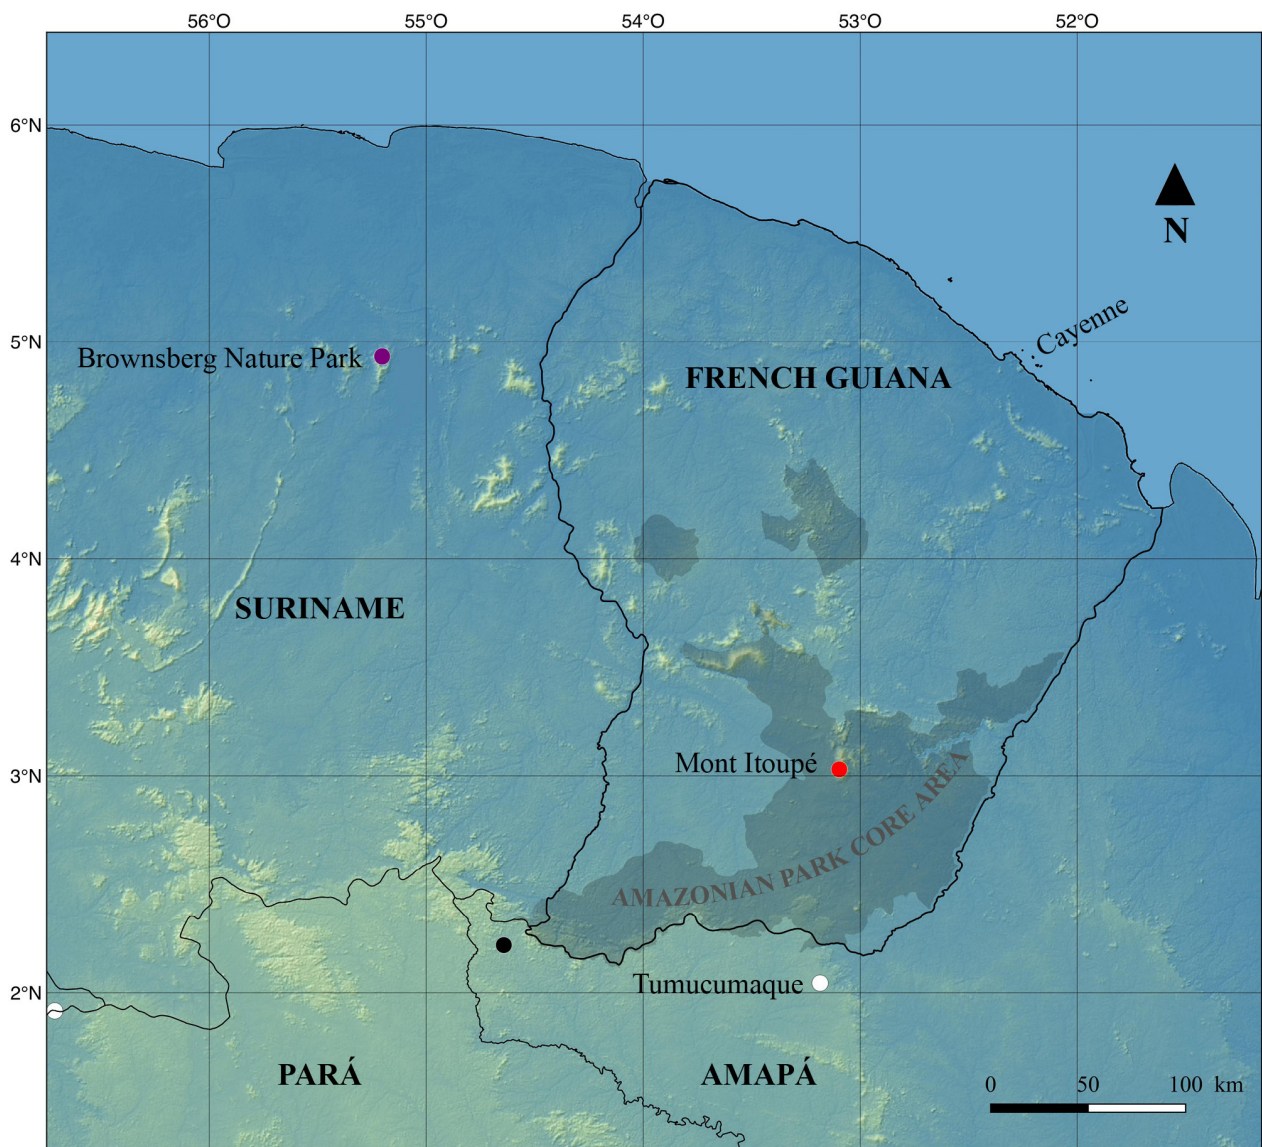 56°O
55°O
54°O
53°O
52°O
6°N
N
Cayenne
5°N
Brownsberg Nature Park
FRENCH GUIANA
4°N
SURINAME
Mont Itoupé
3°N
AMAZONIAN PARK CORE AREA
Tumucumaque
2°N
PARÁ
AMAPÁ
0 50 100 km